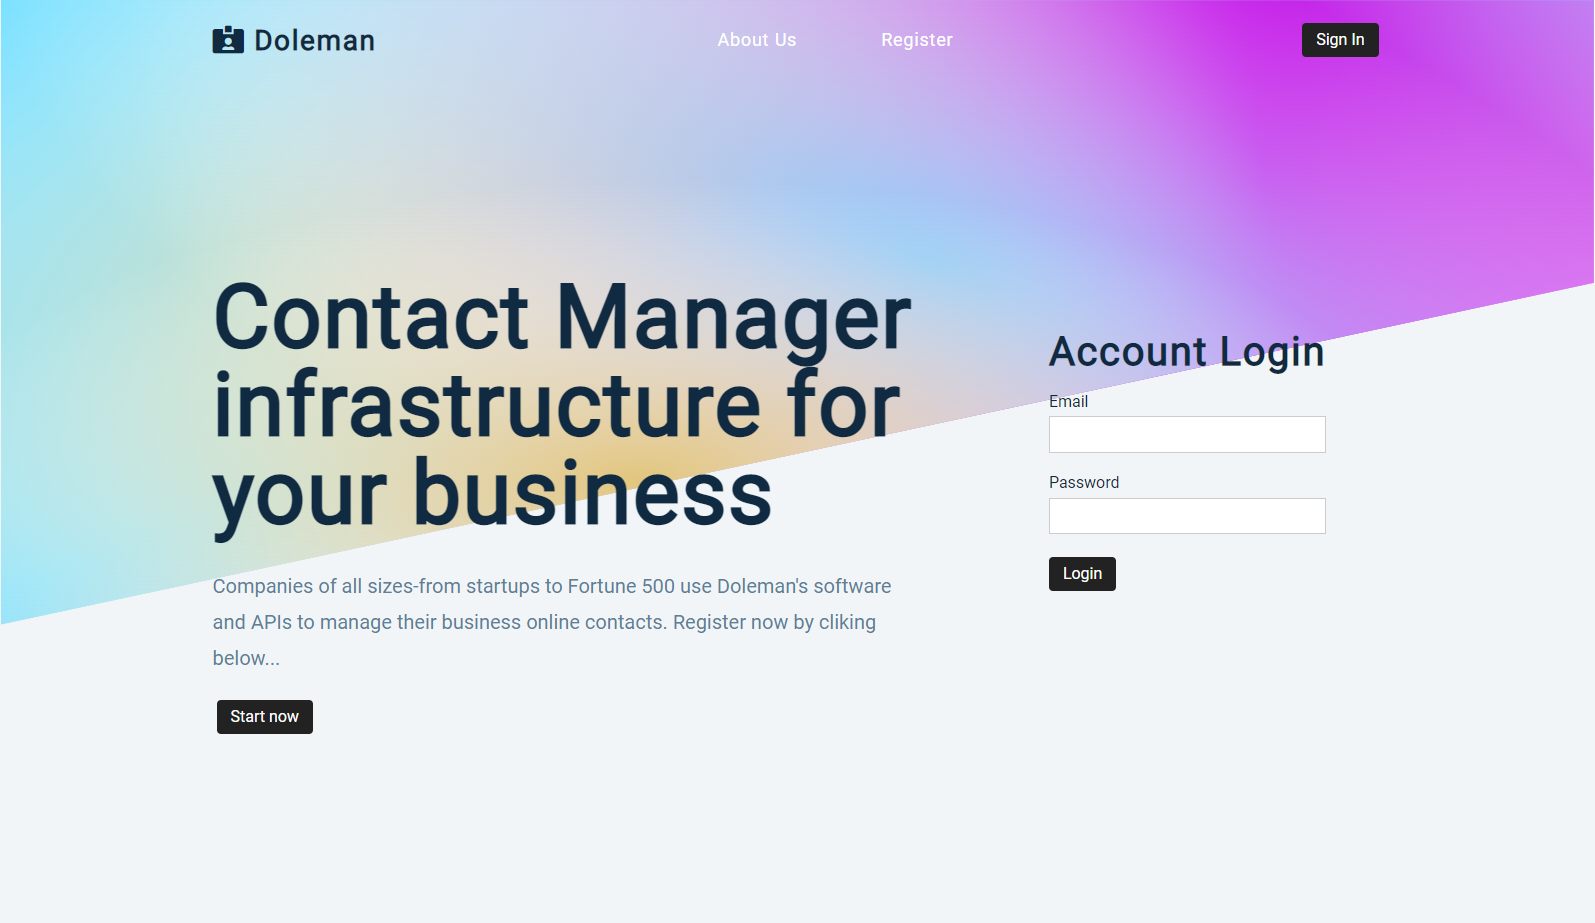 Doleman
About Us
Register
Sign In
Contact Manager
infrastructure for
your business
Companies of all sizes-from startups to Fortune 500 use Doleman's software
and APIs to manage their business online contacts. Register now by cliking
below...
Start now
Account Login
Email
Password
Login